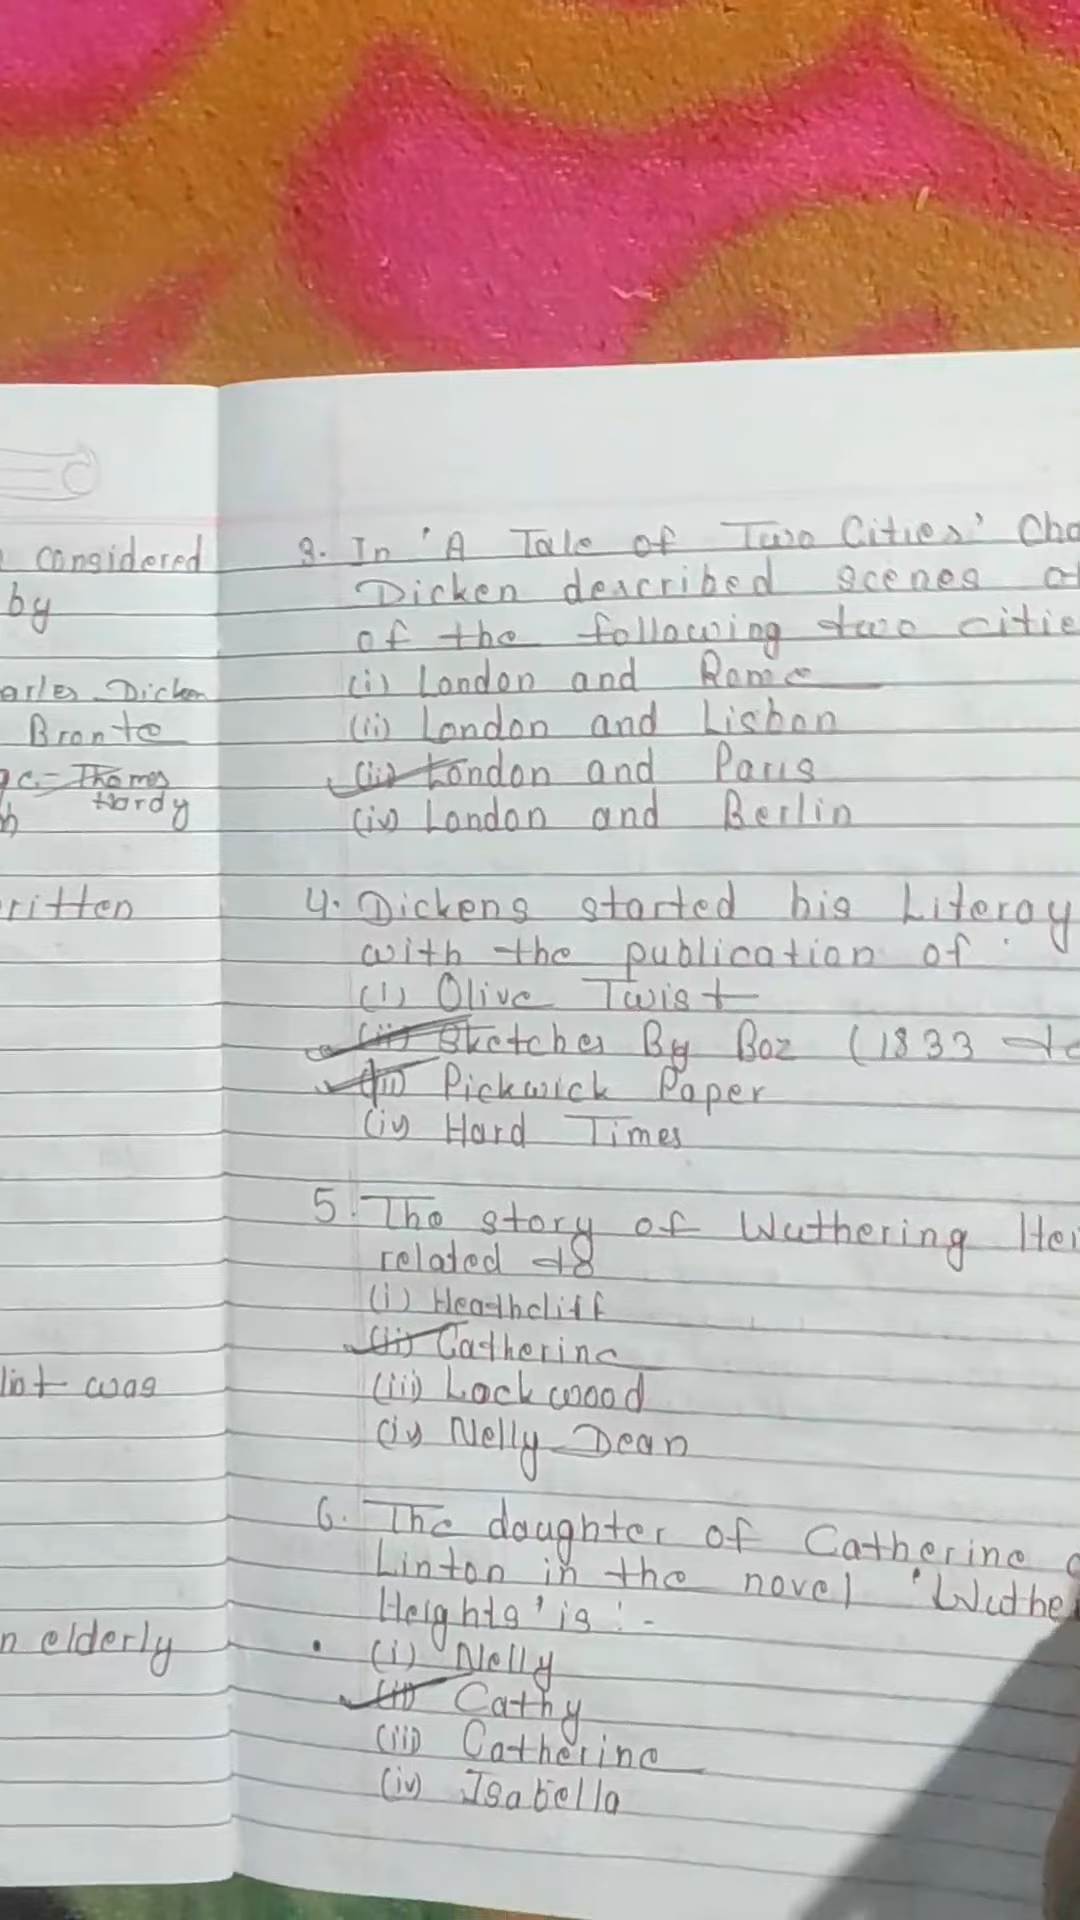 considered
by
arles Dicken
Bronte
Thomas
Hardy
ritten
liot was
n elderly
3. In 'A Tale of Two Cities' Cha
Dicken described scenes of
of the following two citie
(i) London and Rome
(ii) London and Lisbon
(iii) London and Paris
(iv) London and Berlin
4. Dickens started his Literay
with the publication of
(i) Olive Twist
(ii) Sketches By Boz (1833 to
(iii) Pickwick Paper
(iv) Hard Times
5. The story of Wuthering Hei
related to
(i) Heathcliff
(ii) Catherine
(iii) Lockwood
(iv) Nelly Dean
6. The daughter of Catherine
Linton in the novel 'Wuthe
Heights' is :-
(i) Nelly
(ii) Cathy
(iii) Catherine
(iv) Isabella